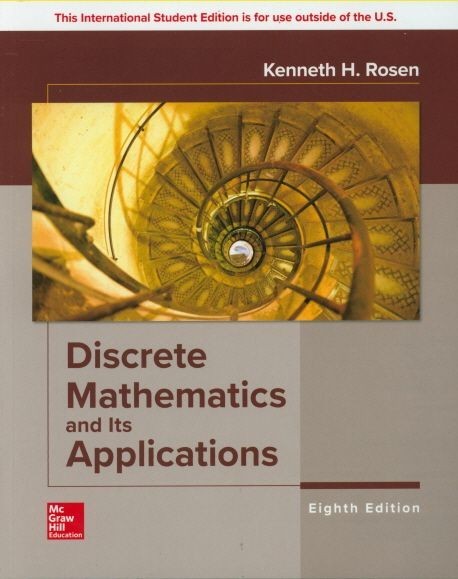 This International Student Edition is for use outside of the U.S.
Kenneth H. Rosen
Discrete
Mathematics
and Its
Applications
Eighth Edition
Mc
Graw
Hill
Education